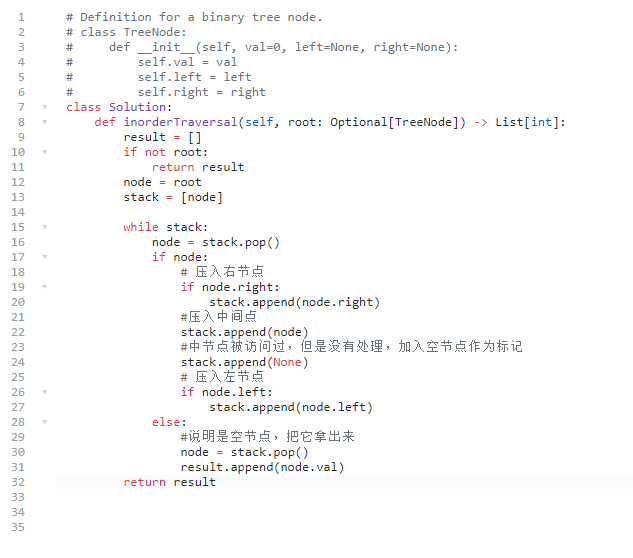 1 # Definition for a binary tree node.
2 # class TreeNode:
3 #     def __init__(self, val=0, left=None, right=None):
4 #         self.val = val
5 #         self.left = left
6 #         self.right = right
7 class Solution:
8     def inorderTraversal(self, root: Optional[TreeNode]) -> List[int]:
9         result = []
10         if not root:
11             return result
12         node = root
13         stack = [node]
14
15         while stack:
16             node = stack.pop()
17             if node:
18                 # 压入右节点
19                 if node.right:
20                     stack.append(node.right)
21                 #压入中间点
22                 stack.append(node)
23                 #中节点被访问过，但是没有处理，加入空节点作为标记
24                 stack.append(None)
25                 # 压入左节点
26                 if node.left:
27                     stack.append(node.left)
28             else:
29                 #说明是空节点，把它拿出来
30                 node = stack.pop()
31                 result.append(node.val)
32         return result
33
34
35